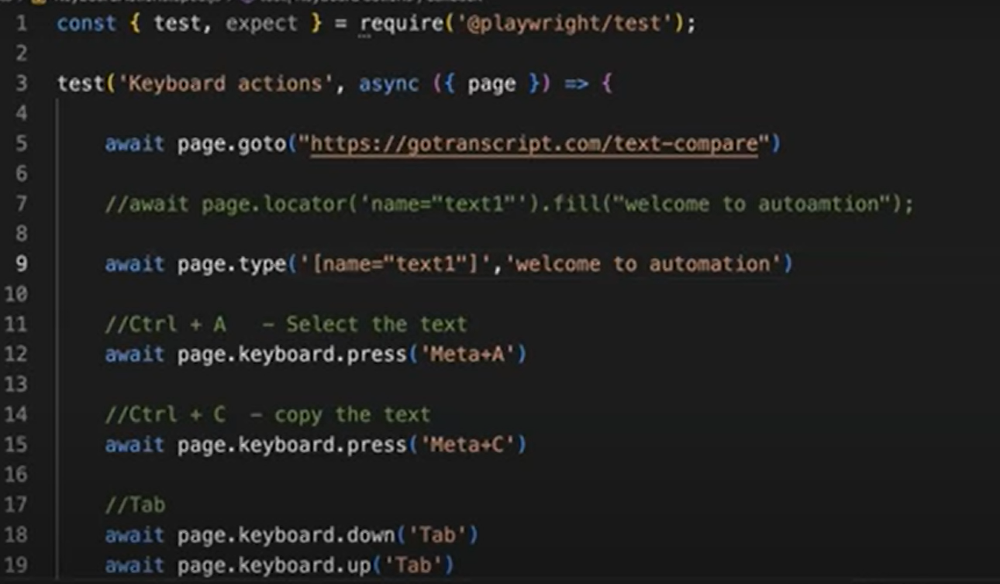 1 const { test, expect } = require('@playwright/test');
2
3 test('Keyboard actions', async ({ page }) => {
4
5 await page.goto("https://gotranscript.com/text-compare")
6
7 //await page.locator('name="text1"').fill("welcome to autoamtion");
8
9 await page.type('[name="text1"]','welcome to automation')
10
11 //Ctrl + A   - Select the text
12 await page.keyboard.press('Meta+A')
13
14 //Ctrl + C  - copy the text
15 await page.keyboard.press('Meta+C')
16
17 //Tab
18 await page.keyboard.down('Tab')
19 await page.keyboard.up('Tab')